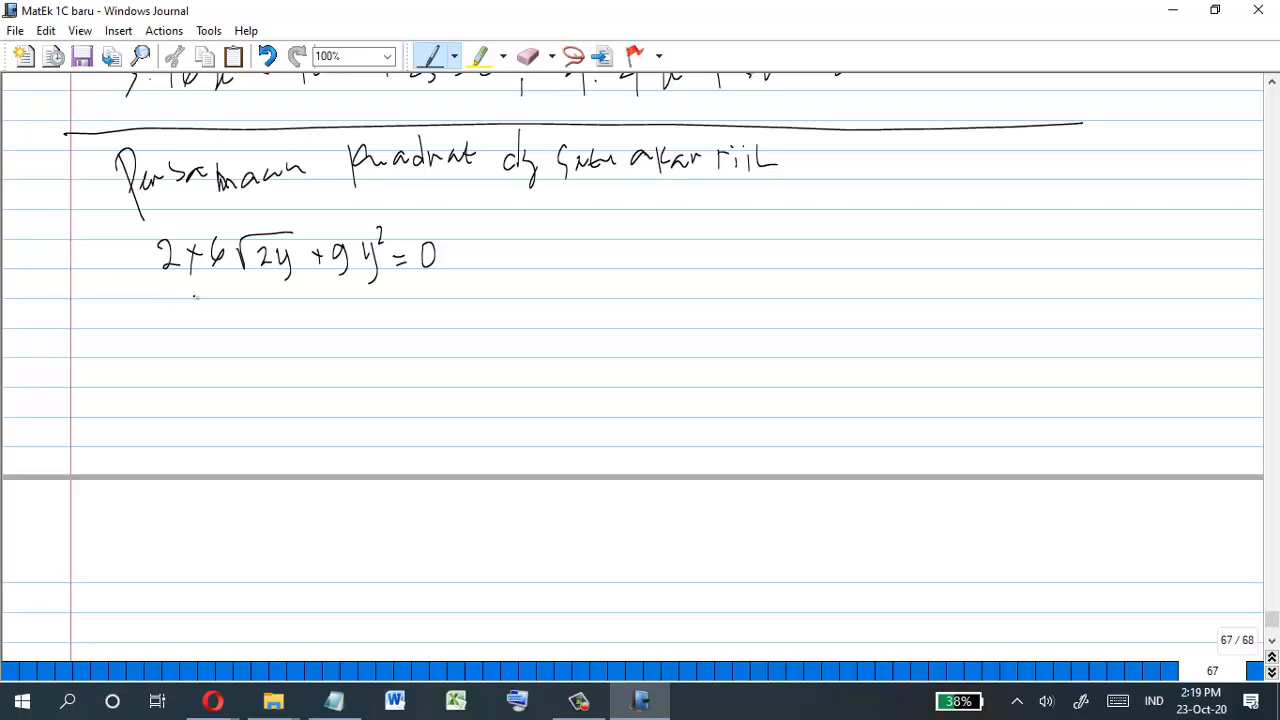 MatEk 1C baru - Windows Journal
File Edit View Insert Actions Tools Help
100%
Persamaan Kuadrat dg satu akar riil
2 + 6 √2y + 9y² = 0
67 / 68
67
38%
IND
2:19 PM
23-Oct-20